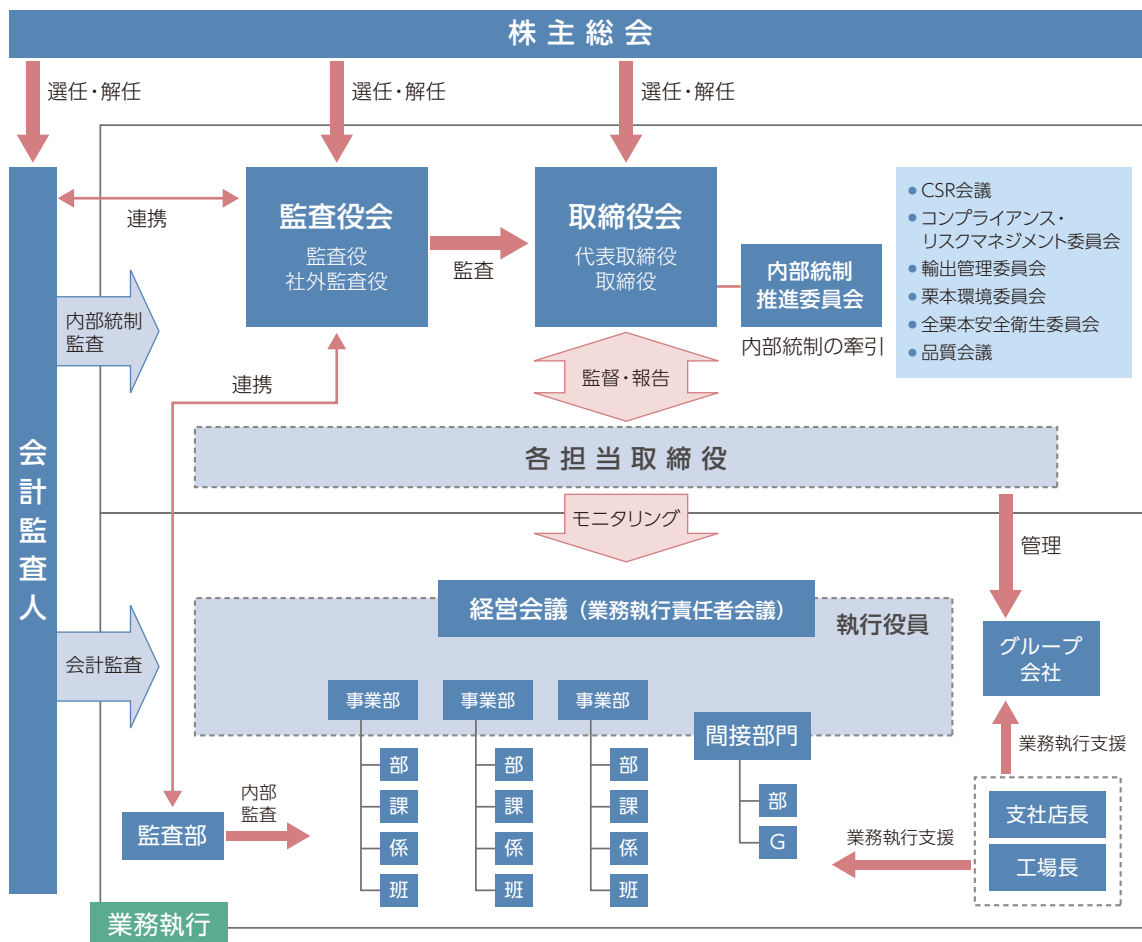 株主総会
選任・解任
選任・解任
選任・解任
会計監査人
連携
監査役会
監査役
社外監査役
監査
取締役会
代表取締役
取締役
内部統制
推進委員会
内部統制の牽引
● CSR会議
● コンプライアンス・
リスクマネジメント委員会
● 輸出管理委員会
● 栗本環境委員会
● 全栗本安全衛生委員会
● 品質会議
内部統制
監査
連携
監督・報告
各担当取締役
モニタリング
管理
経営会議（業務執行責任者会議）
執行役員
会計監査
グループ
会社
事業部
事業部
事業部
間接部門
部
課
係
班
部
課
係
班
部
課
係
班
部
G
業務執行支援
支社店長
工場長
業務執行支援
内部
監査
監査部
業務執行